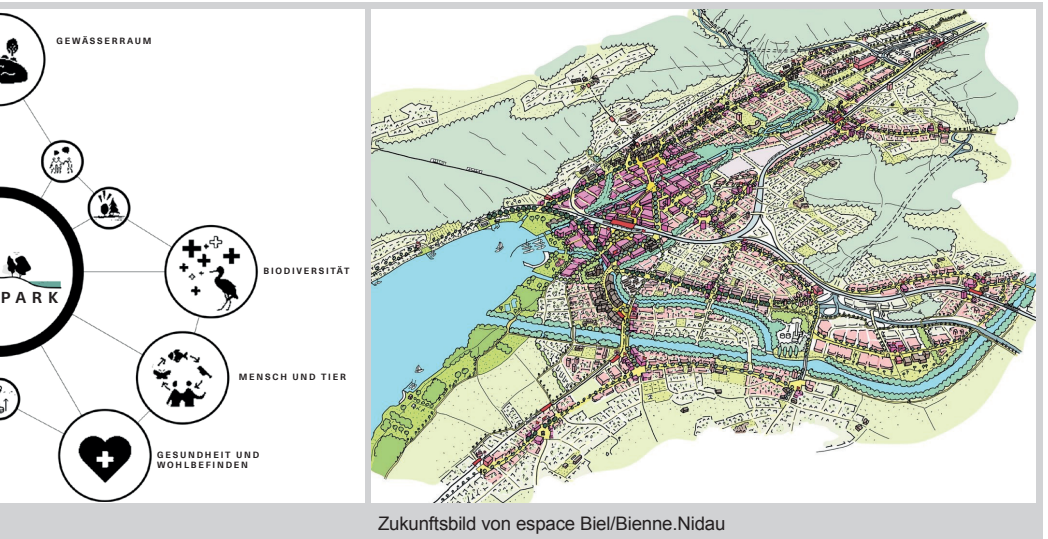 GEWÄSSERRAUM
BIODIVERSITÄT
PARK
MENSCH UND TIER
GESUNDHEIT UND
WOHLBEFINDEN
Zukunftsbild von espace Biel/Bienne.Nidau